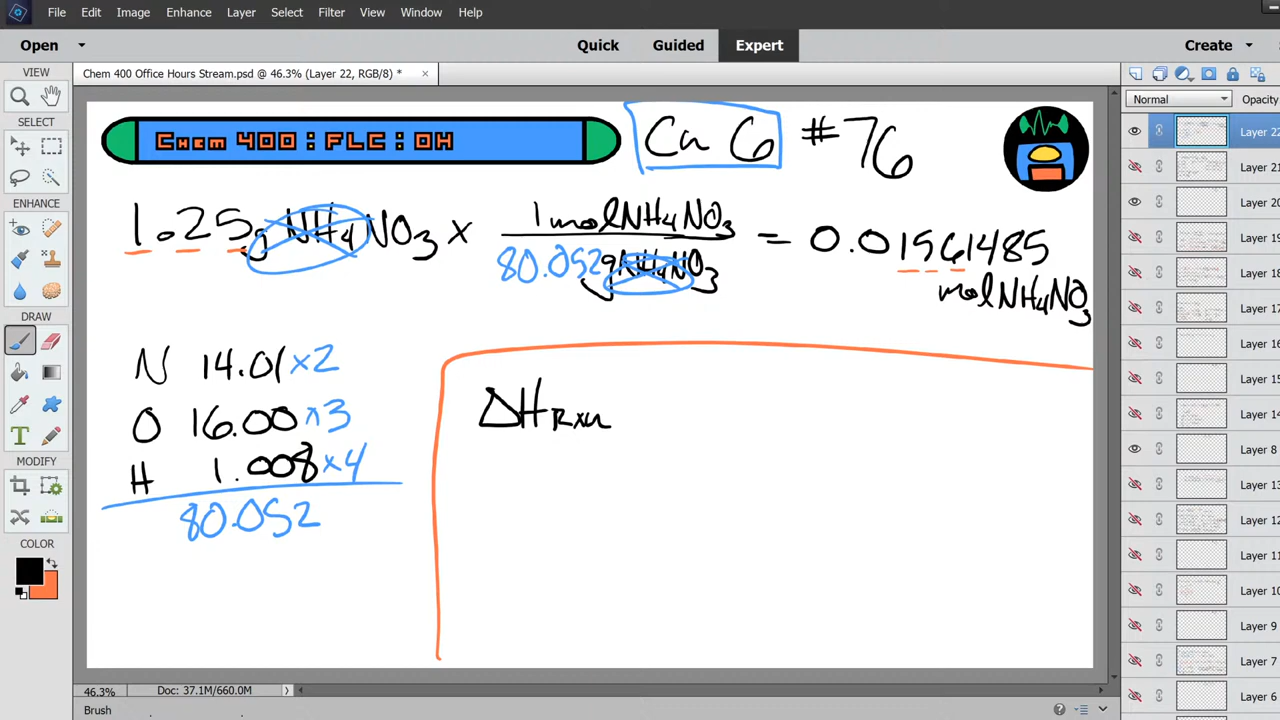 File Edit Image Enhance Layer Select Filter View Window Help
Open Quick Guided Expert Create
VIEW
Chem 400 Office Hours Stream.psd @ 46.3% (Layer 22, RGB/8) * ×
Normal Opacity
SELECT
ENHANCE
DRAW
T
MODIFY
COLOR
Chem 400:FLC:OH
Ch 6 #76
1.25g NH4NO3 × 1 mol NH4NO3 = 0.01561485
80.052 g NH4NO3 mol NH4NO3
N 14.01 ×2
O 16.00 ×3
H 1.008 ×4
80.052
ΔHRxn
Layer 22
Layer 21
Layer 20
Layer 19
Layer 18
Layer 17
Layer 16
Layer 15
Layer 14
Layer 8
Layer 13
Layer 12
Layer 11
Layer 10
Layer 9
Layer 7
Layer 6
46.3% Doc: 37.1M/660.0M
Brush